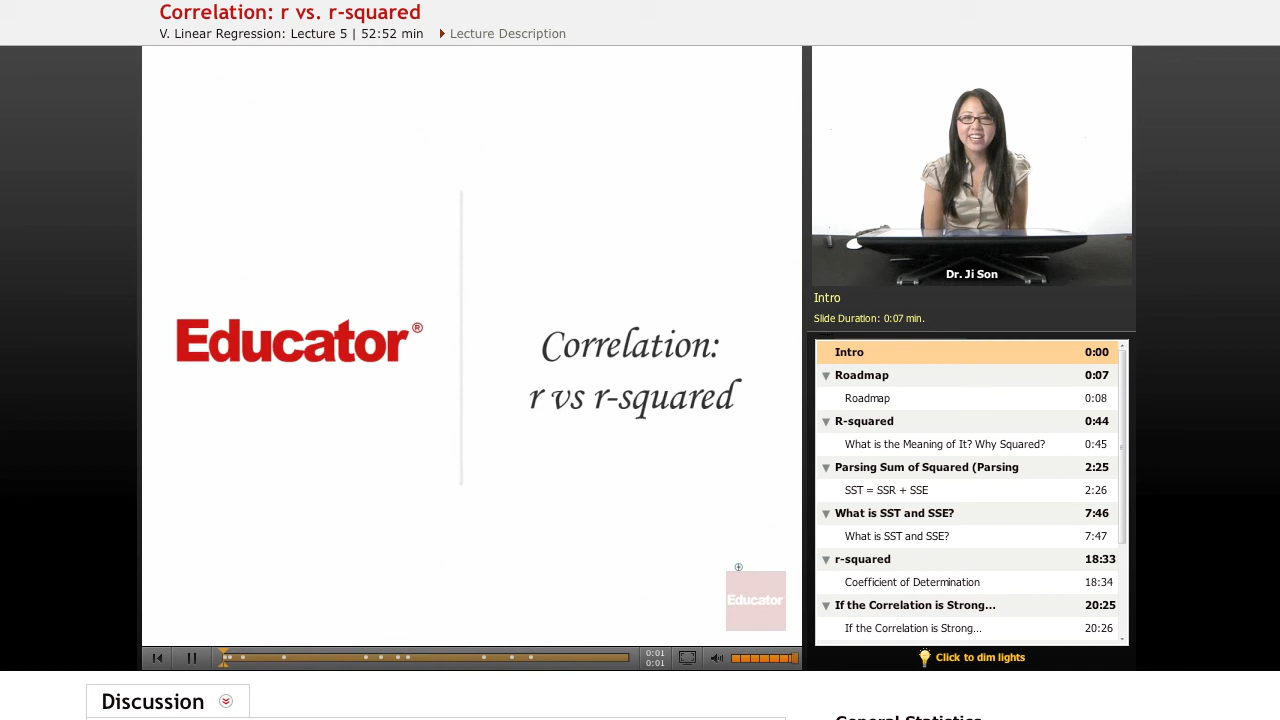 Correlation: r vs. r-squared
V. Linear Regression: Lecture 5 | 52:52 min
Lecture Description
Educator®
Correlation:
r vs r-squared
Educator
Dr. Ji Son
Intro
Slide Duration: 0:07 min.
Intro 0:00
Roadmap 0:07
Roadmap 0:08
R-squared 0:44
What is the Meaning of It? Why Squared? 0:45
Parsing Sum of Squared (Parsing 2:25
SST = SSR + SSE 2:26
What is SST and SSE? 7:46
What is SST and SSE? 7:47
r-squared 18:33
Coefficient of Determination 18:34
If the Correlation is Strong... 20:25
If the Correlation is Strong... 20:26
0:01
0:01
Click to dim lights
Discussion
General Statistics